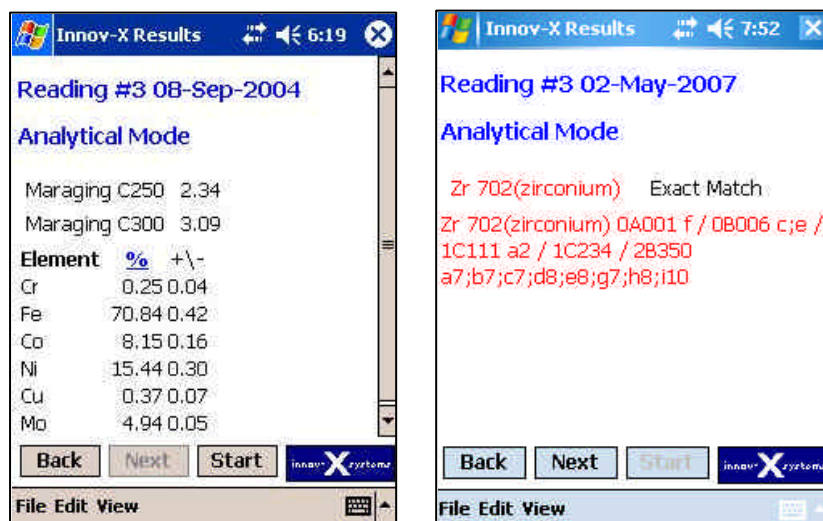 Innov-X Results 6:19
Reading #3 08-Sep-2004
Analytical Mode
Maraging C250 2.34
Maraging C300 3.09
Element % +\-
Cr 0.25 0.04
Fe 70.84 0.42
Co 8.15 0.16
Ni 15.44 0.30
Cu 0.37 0.07
Mo 4.94 0.05
Back Next Start innov-X systems
File Edit View
Innov-X Results 7:52
Reading #3 02-May-2007
Analytical Mode
Zr 702(zirconium) Exact Match
Zr 702(zirconium) 0A001 f / 0B006 c;e /
1C111 a2 / 1C234 / 2B350
a7;b7;c7;d8;e8;g7;h8;i10
Back Next Start innov-X systems
File Edit View